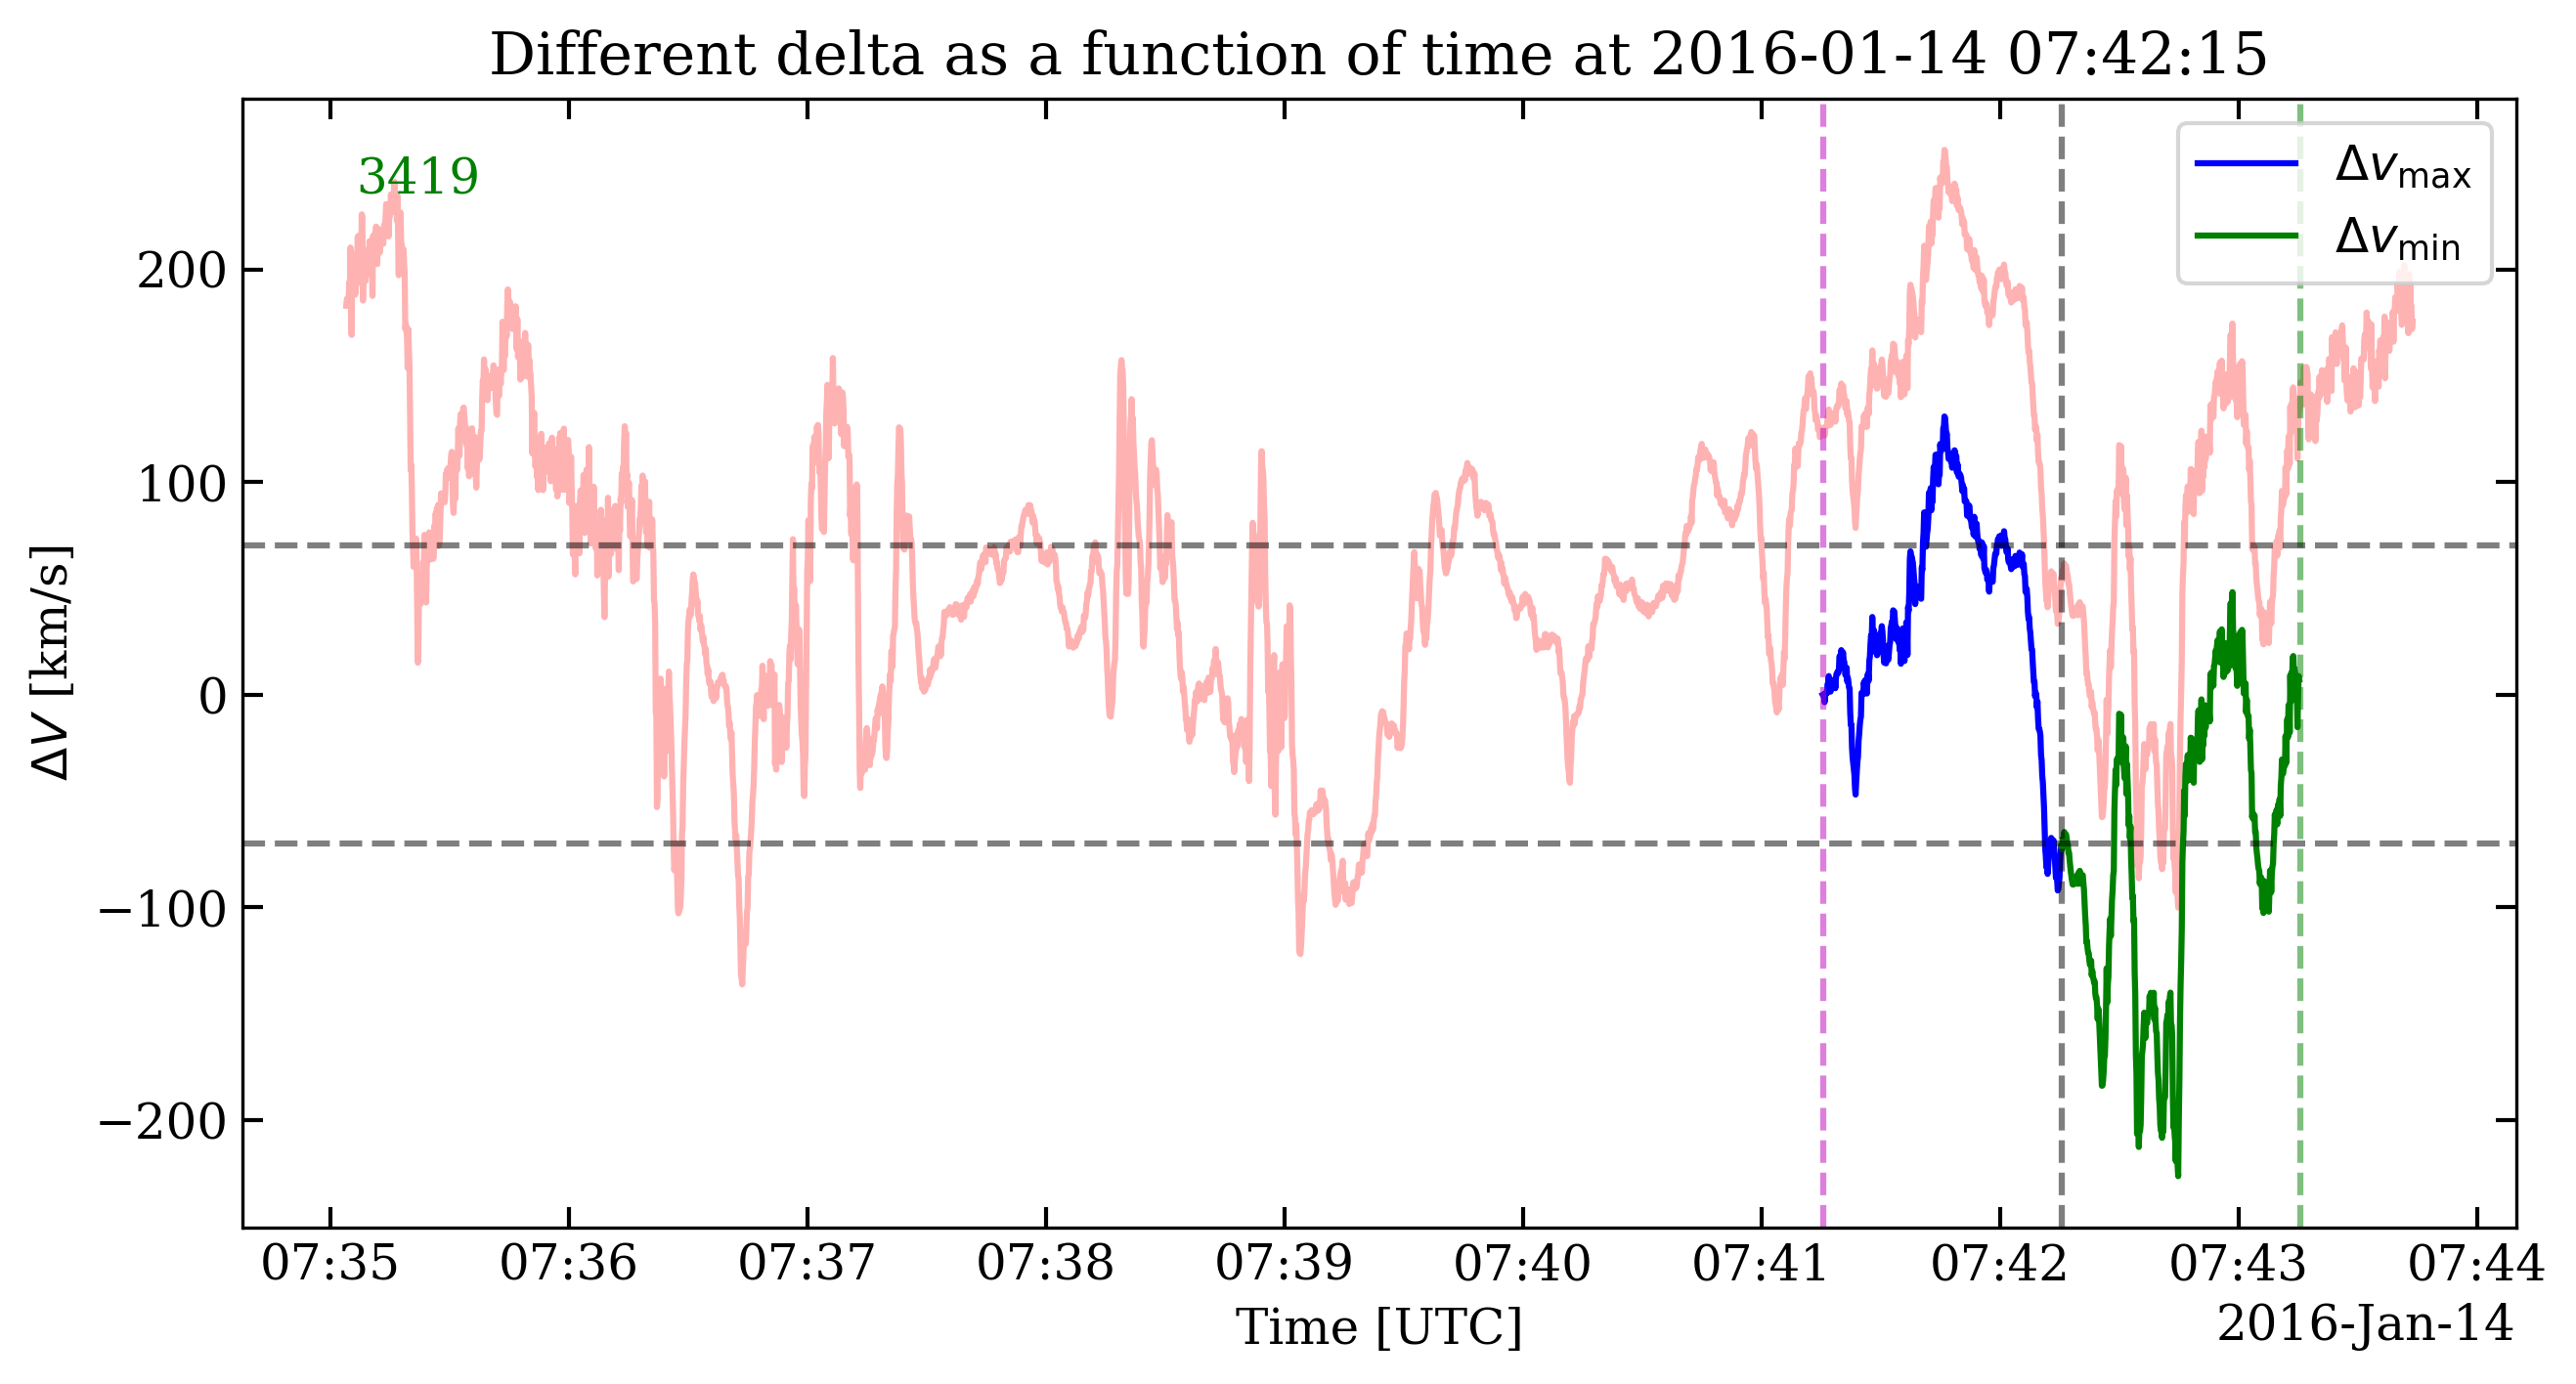 Different delta as a function of time at 2016-01-14 07:42:15
3419
Δv_max
Δv_min
200
100
0
−100
−200
ΔV [km/s]
07:35 07:36 07:37 07:38 07:39 07:40 07:41 07:42 07:43 07:44
Time [UTC]
2016-Jan-14